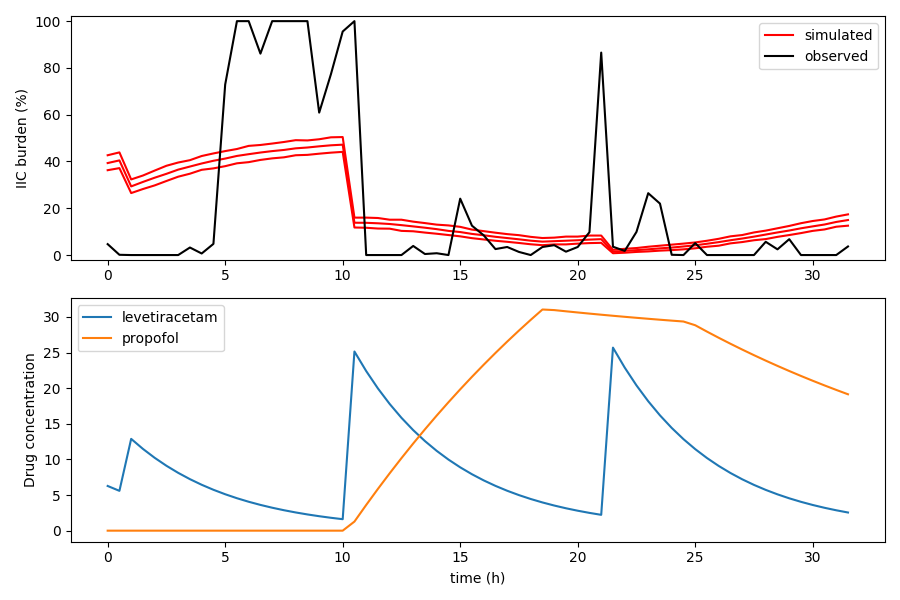 IIC burden (%)
100
80
60
40
20
0
simulated
observed
0 5 10 15 20 25 30
Drug concentration
30
25
20
15
10
5
0
levetiracetam
propofol
0 5 10 15 20 25 30
time (h)